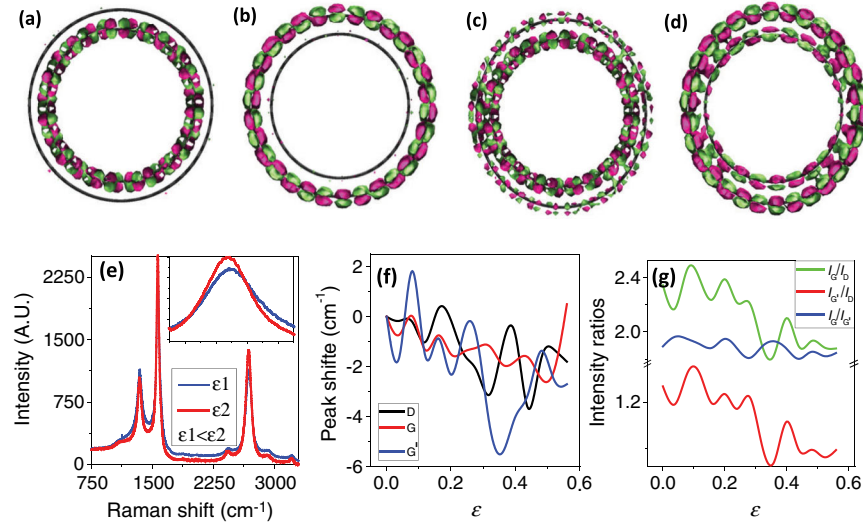 (a)
(b)
(c)
(d)
(e)
2250
1500
750
0
Intensity (A.U.)
ε1
ε2
ε1<ε2
750 1500 2250 3000
Raman shift (cm-1)
(f)
2
0
-2
-4
-6
Peak shifte (cm-1)
D
G
G'
0.0 0.2 0.4 0.6
ε
(g)
IG/ID
IG'/ID
IG/IG'
2.4
2.0
1.2
Intensity ratios
0.0 0.2 0.4 0.6
ε